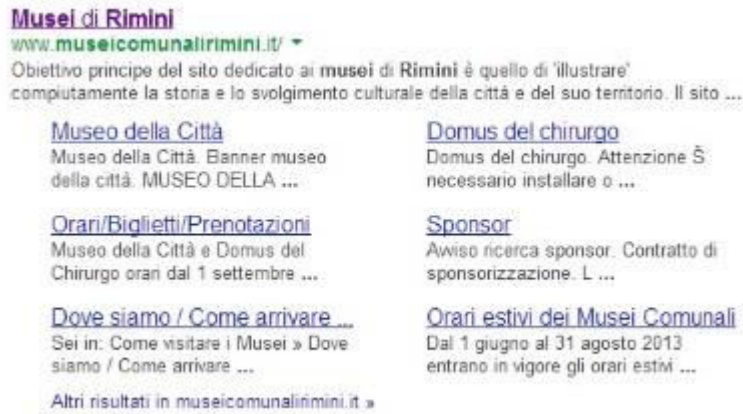 Musei di Rimini
www.museicomunalirimini.it/
Obiettivo principe del sito dedicato ai musei di Rimini è quello di 'illustrare'
compiutamente la storia e lo svolgimento culturale della città e del suo territorio. Il sito ...
Museo della Città
Museo della Città. Banner museo
della città. MUSEO DELLA ...
Domus del chirurgo
Domus del chirurgo. Attenzione Š
necessario installare o ...
Orari/Biglietti/Prenotazioni
Museo della Città e Domus del
Chirurgo orari dal 1 settembre ...
Sponsor
Avviso ricerca sponsor. Contratto di
sponsorizzazione. L ...
Dove siamo / Come arrivare ...
Sei in: Come visitare i Musei » Dove
siamo / Come arrivare ...
Orari estivi dei Musei Comunali
Dal 1 giugno al 31 agosto 2013
entrano in vigore gli orari estivi ...
Altri risultati in museicomunalirimini.it »